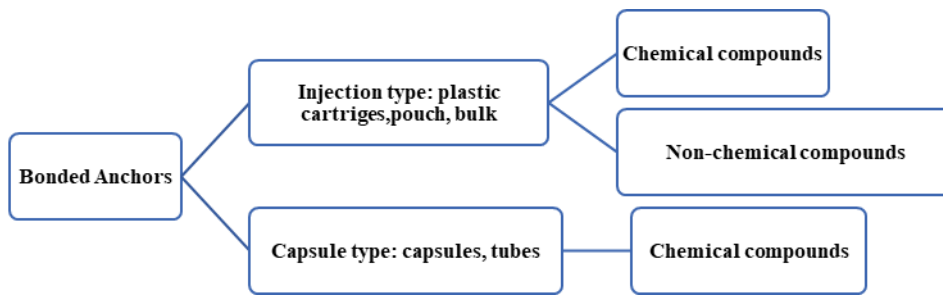 Chemical compounds
Injection type: plastic
cartriges,pouch, bulk
Non-chemical compounds
Bonded Anchors
Capsule type: capsules, tubes
Chemical compounds